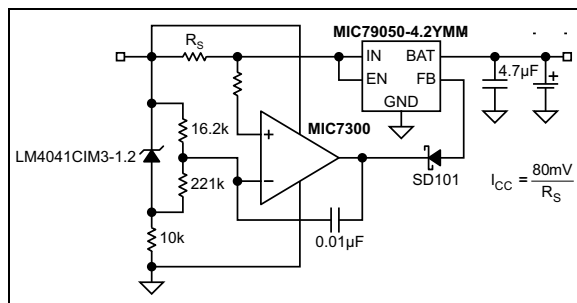 MIC79050-4.2YMM
RS
IN
BAT
EN
FB
4.7µF
+
GND
16.2k
MIC7300
+
LM4041CIM3-1.2
221k
−
SD101
ICC = 80mV
RS
10k
0.01µF